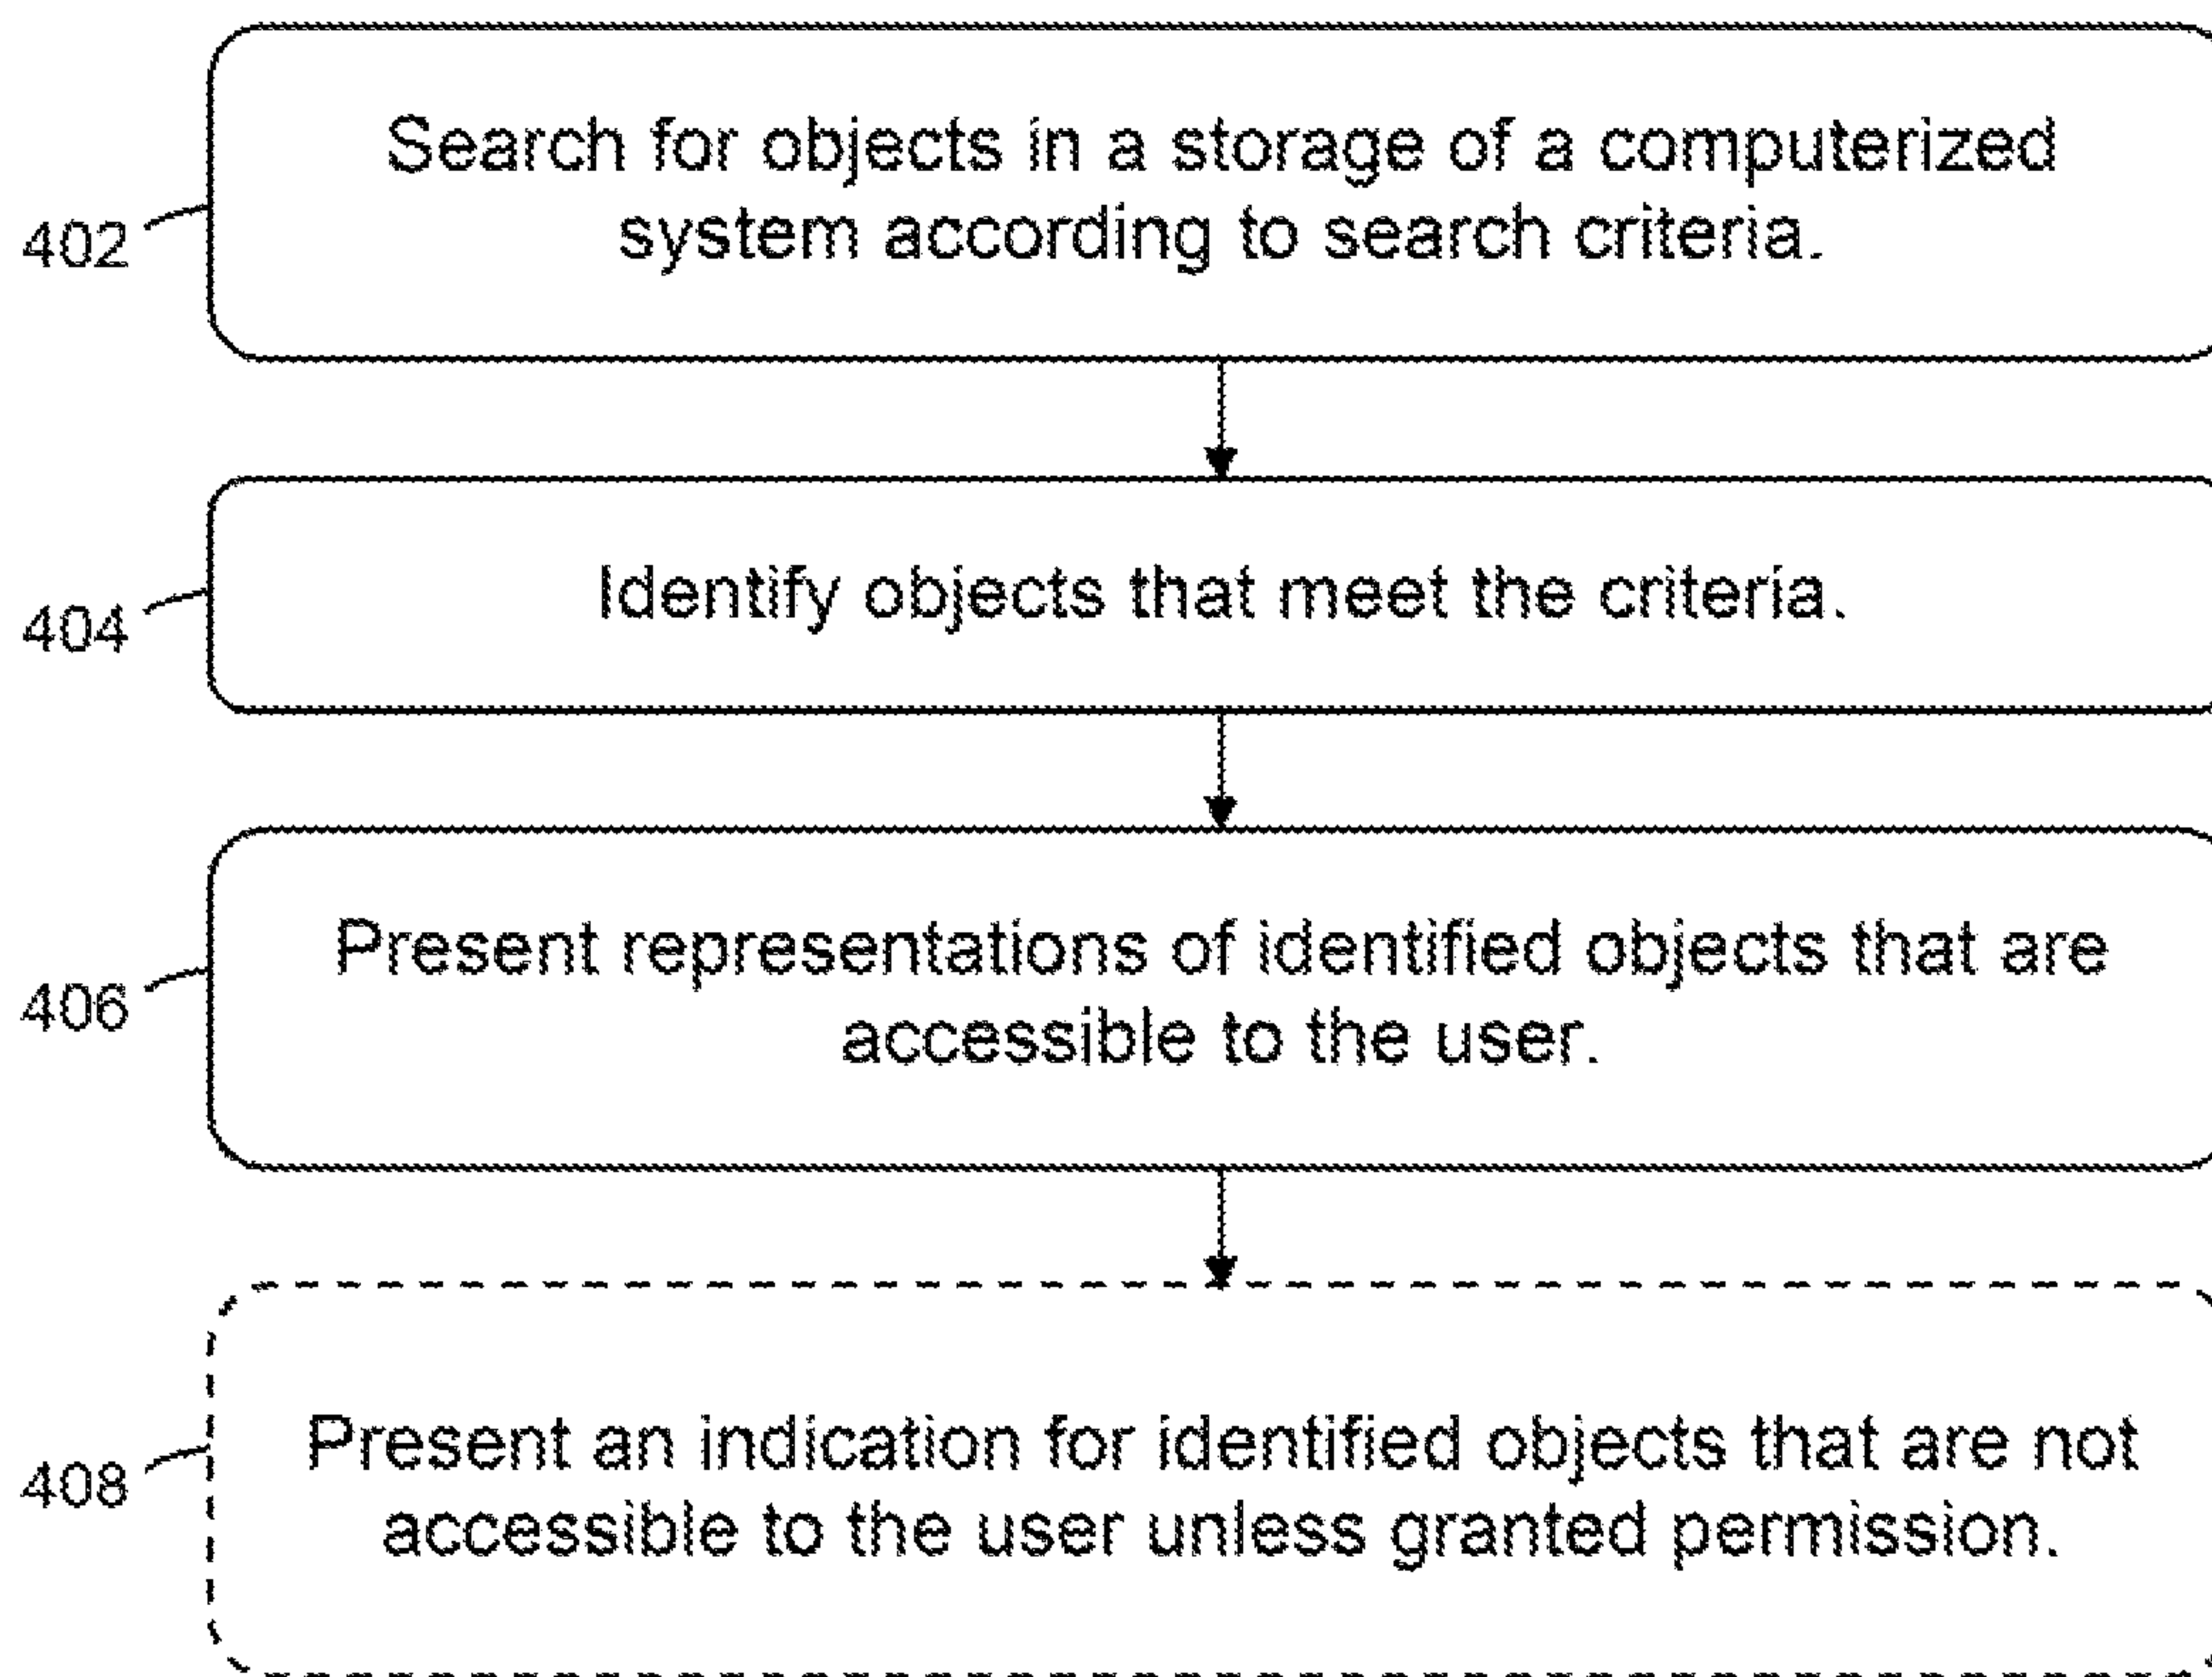 Search for objects in a storage of a computerized
system according to search criteria.
402
Identify objects that meet the criteria.
404
Present representations of identified objects that are
accessible to the user.
406
Present an indication for identified objects that are not
accessible to the user unless granted permission.
408